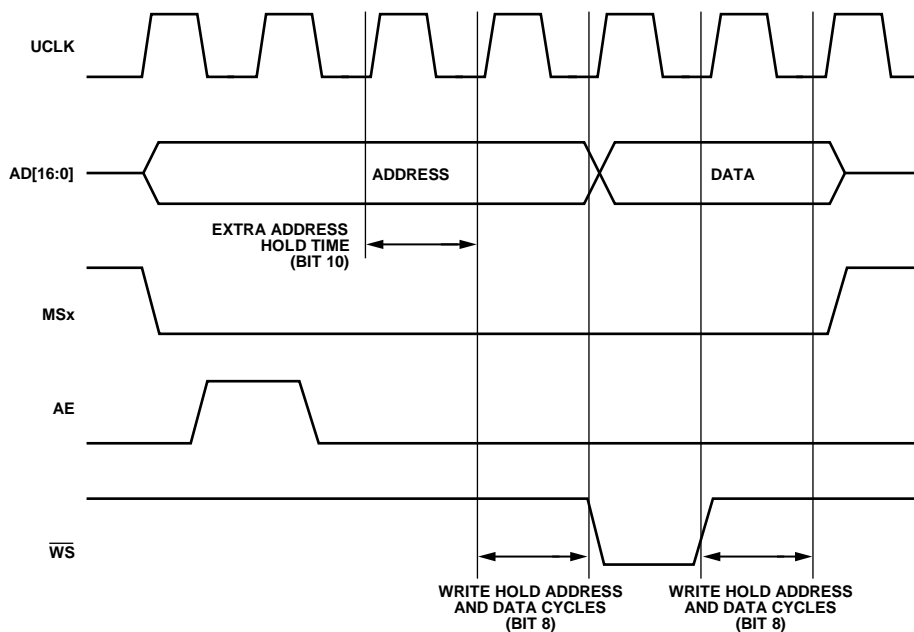 UCLK
AD[16:0]
ADDRESS
DATA
EXTRA ADDRESS
HOLD TIME
(BIT 10)
MSx
AE
WS
WRITE HOLD ADDRESS
AND DATA CYCLES
(BIT 8)
WRITE HOLD ADDRESS
AND DATA CYCLES
(BIT 8)